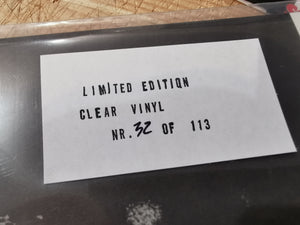 LIMITED EDITION
CLEAR VINYL
NR. 32 OF 113